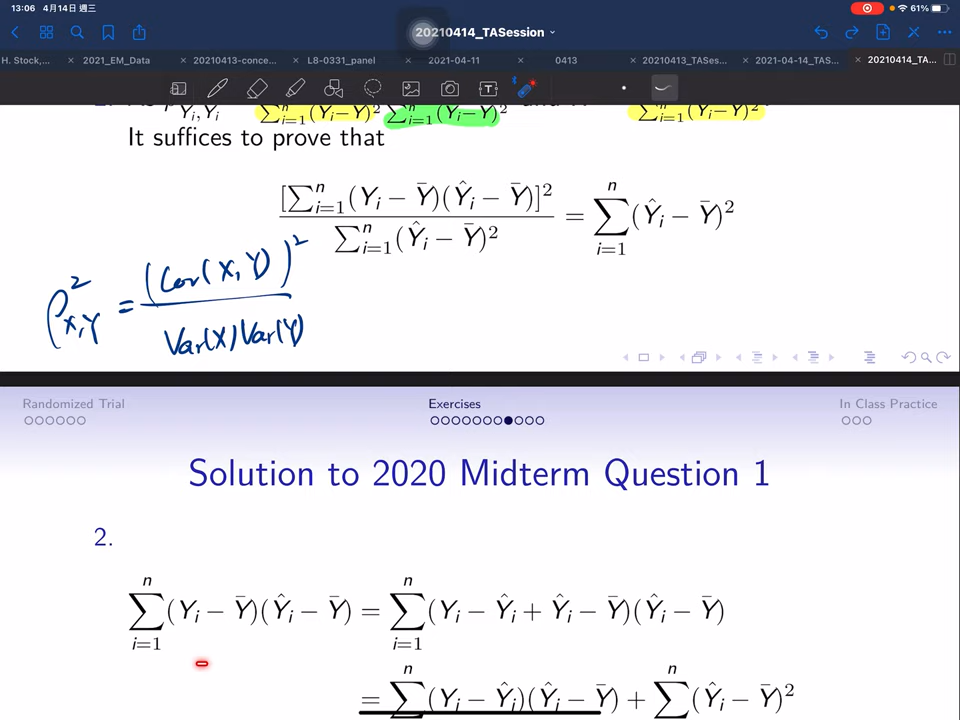 13:06 4月14日 週三
61%
20210414_TASession
H. Stock,... 2021_EM_Data 20210413-conce... L8-0331_panel 2021-04-11 0413 20210413_TASes... 2021-04-14_TAS... 20210414_TA...
It suffices to prove that
[∑ⁿᵢ₌₁(Yᵢ − Ȳ)(Ŷᵢ − Ȳ)]² / ∑ⁿᵢ₌₁(Ŷᵢ − Ȳ)² = ∑ⁿᵢ₌₁(Ŷᵢ − Ȳ)²
ρ²X,Y = (Cov(X,Y))² / Var(X)Var(Y)
Randomized Trial Exercises In Class Practice
Solution to 2020 Midterm Question 1
2.
∑ⁿᵢ₌₁(Yᵢ − Ȳ)(Ŷᵢ − Ȳ) = ∑ⁿᵢ₌₁(Yᵢ − Ŷᵢ + Ŷᵢ − Ȳ)(Ŷᵢ − Ȳ)
= ∑ⁿ(Yᵢ − Ŷᵢ)(Ŷᵢ − Ȳ) + ∑ⁿ(Ŷᵢ − Ȳ)²